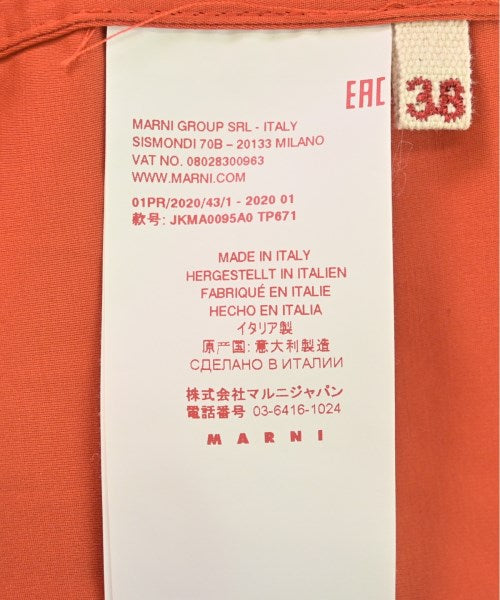 EAC
38
MARNI GROUP SRL - ITALY
SISMONDI 70B – 20133 MILANO
VAT NO. 08028300963
WWW.MARNI.COM
01PR/2020/43/1 - 2020 01
款号: JKMA0095A0 TP671
MADE IN ITALY
HERGESTELLT IN ITALIEN
FABRIQUÉ EN ITALIE
HECHO EN ITALIA
イタリア製
原产国: 意大利製造
СДЕЛАНО В ИТАЛИИ
株式会社マルニジャパン
電話番号 03-6416-1024
MARNI